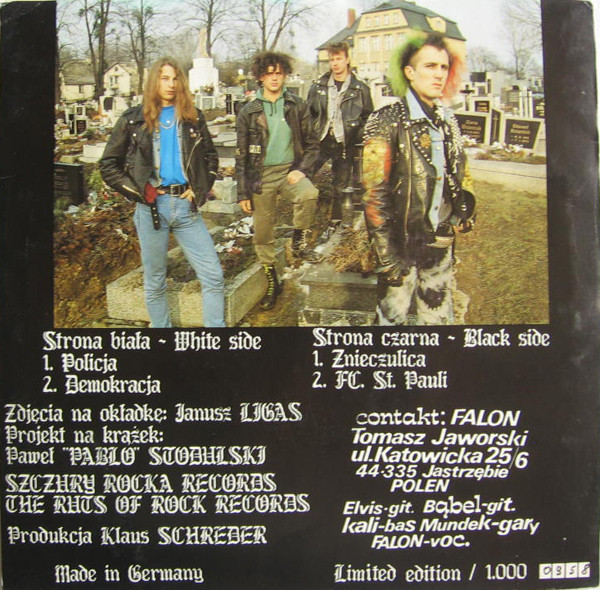 Strona biała ~ White side
1. Policja
2. Demokracja
Strona czarna ~ Black side
1. Znieczulica
2. FC. St. Pauli
Zdjęcia na okładkę: Janusz LIGAS
Projekt na krążek:
Paweł "PABLO" STODULSKI
SZCZURY ROCKA RECORDS
THE RUTS OF ROCK RECORDS
Produkcja Klaus SCHREDER
contakt: FALON
Tomasz Jaworski
ul. Katowicka 25/6
44-335 Jastrzębie
POLEN
Elvis-git. Bąbel-git.
kali-bas Mundek-gary
FALON-voc.
Made in Germany
Limited edition / 1.000 0358